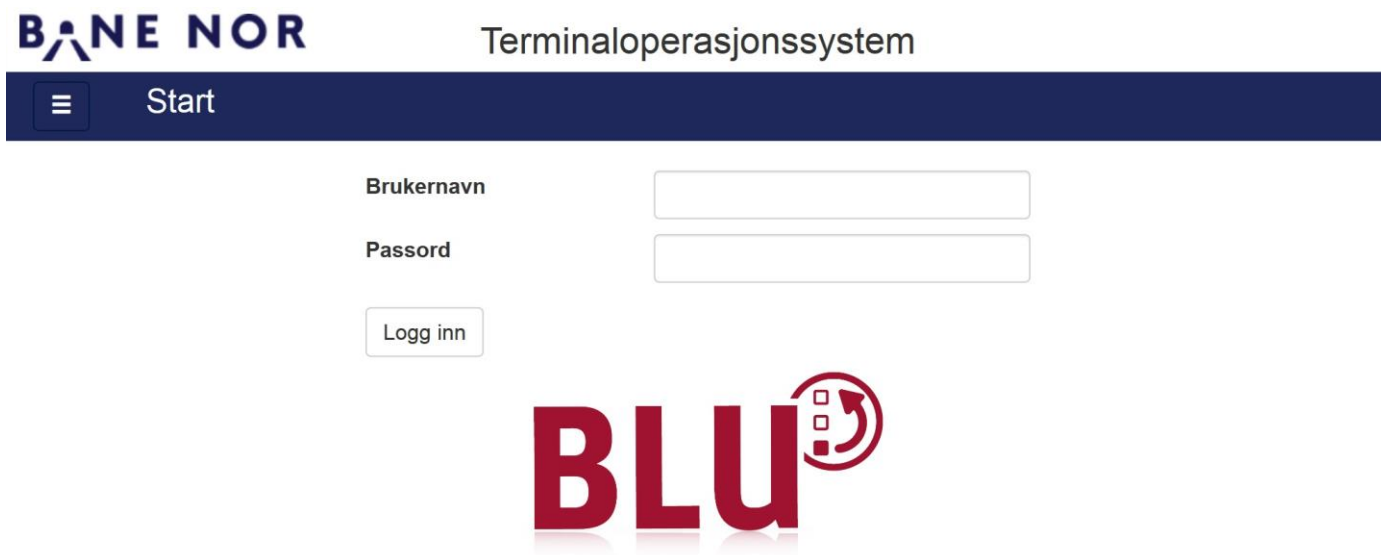 BANE NOR
Terminaloperasjonssystem
Start
Brukernavn
Passord
Logg inn
BLU